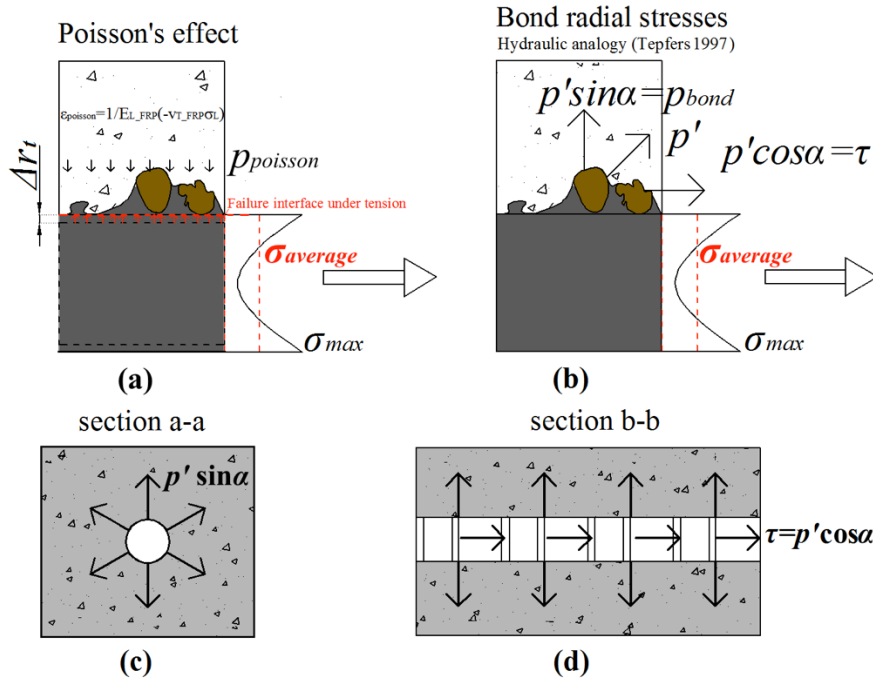 Poisson's effect
εpoisson=1/EL_FRP(-νT_FRPσL)
Ppoisson
Δrt
Failure interface under tension
σaverage
σmax
(a)
Bond radial stresses
Hydraulic analogy (Tepfers 1997)
p'sinα=pbond
p'
p'cosα=τ
σaverage
σmax
(b)
section a-a
p' sinα
(c)
section b-b
τ=p'cosα
(d)